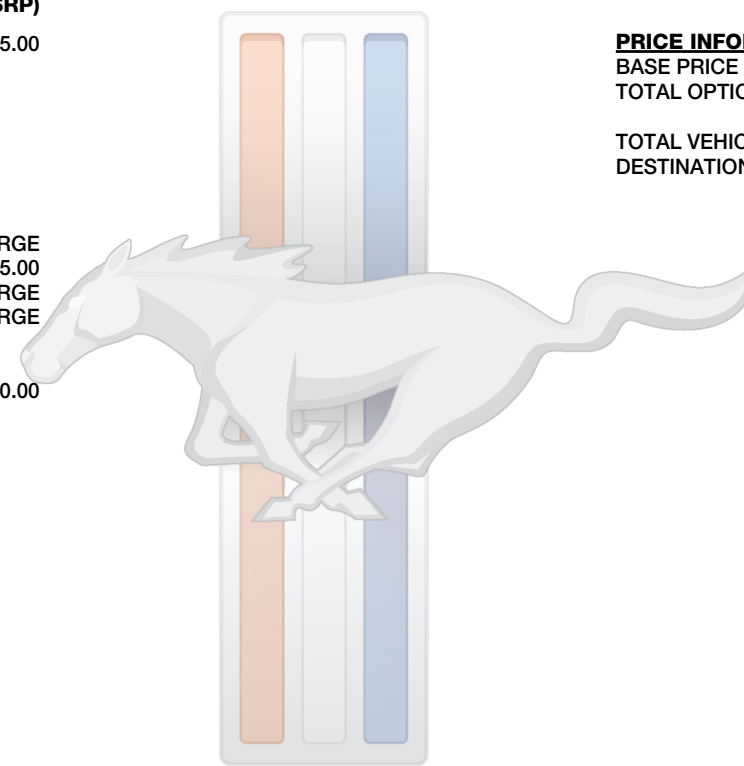 SRP)
5.00
RGE
5.00
RGE
RGE
0.00
PRICE INFO
BASE PRICE
TOTAL OPTIO
TOTAL VEHIC
DESTINATION